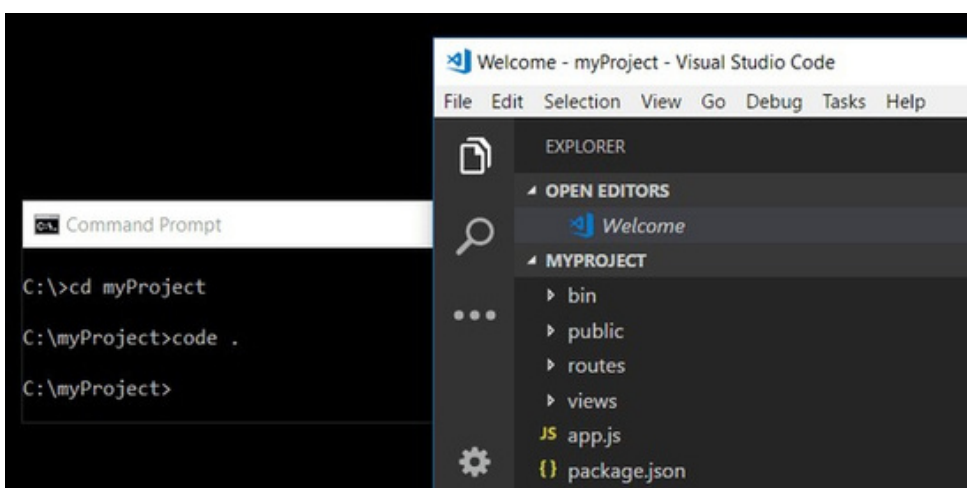 Welcome - myProject - Visual Studio Code
File Edit Selection View Go Debug Tasks Help
EXPLORER
OPEN EDITORS
Welcome
MYPROJECT
bin
public
routes
views
JS app.js
{} package.json
Command Prompt
C:\>cd myProject
C:\myProject>code .
C:\myProject>